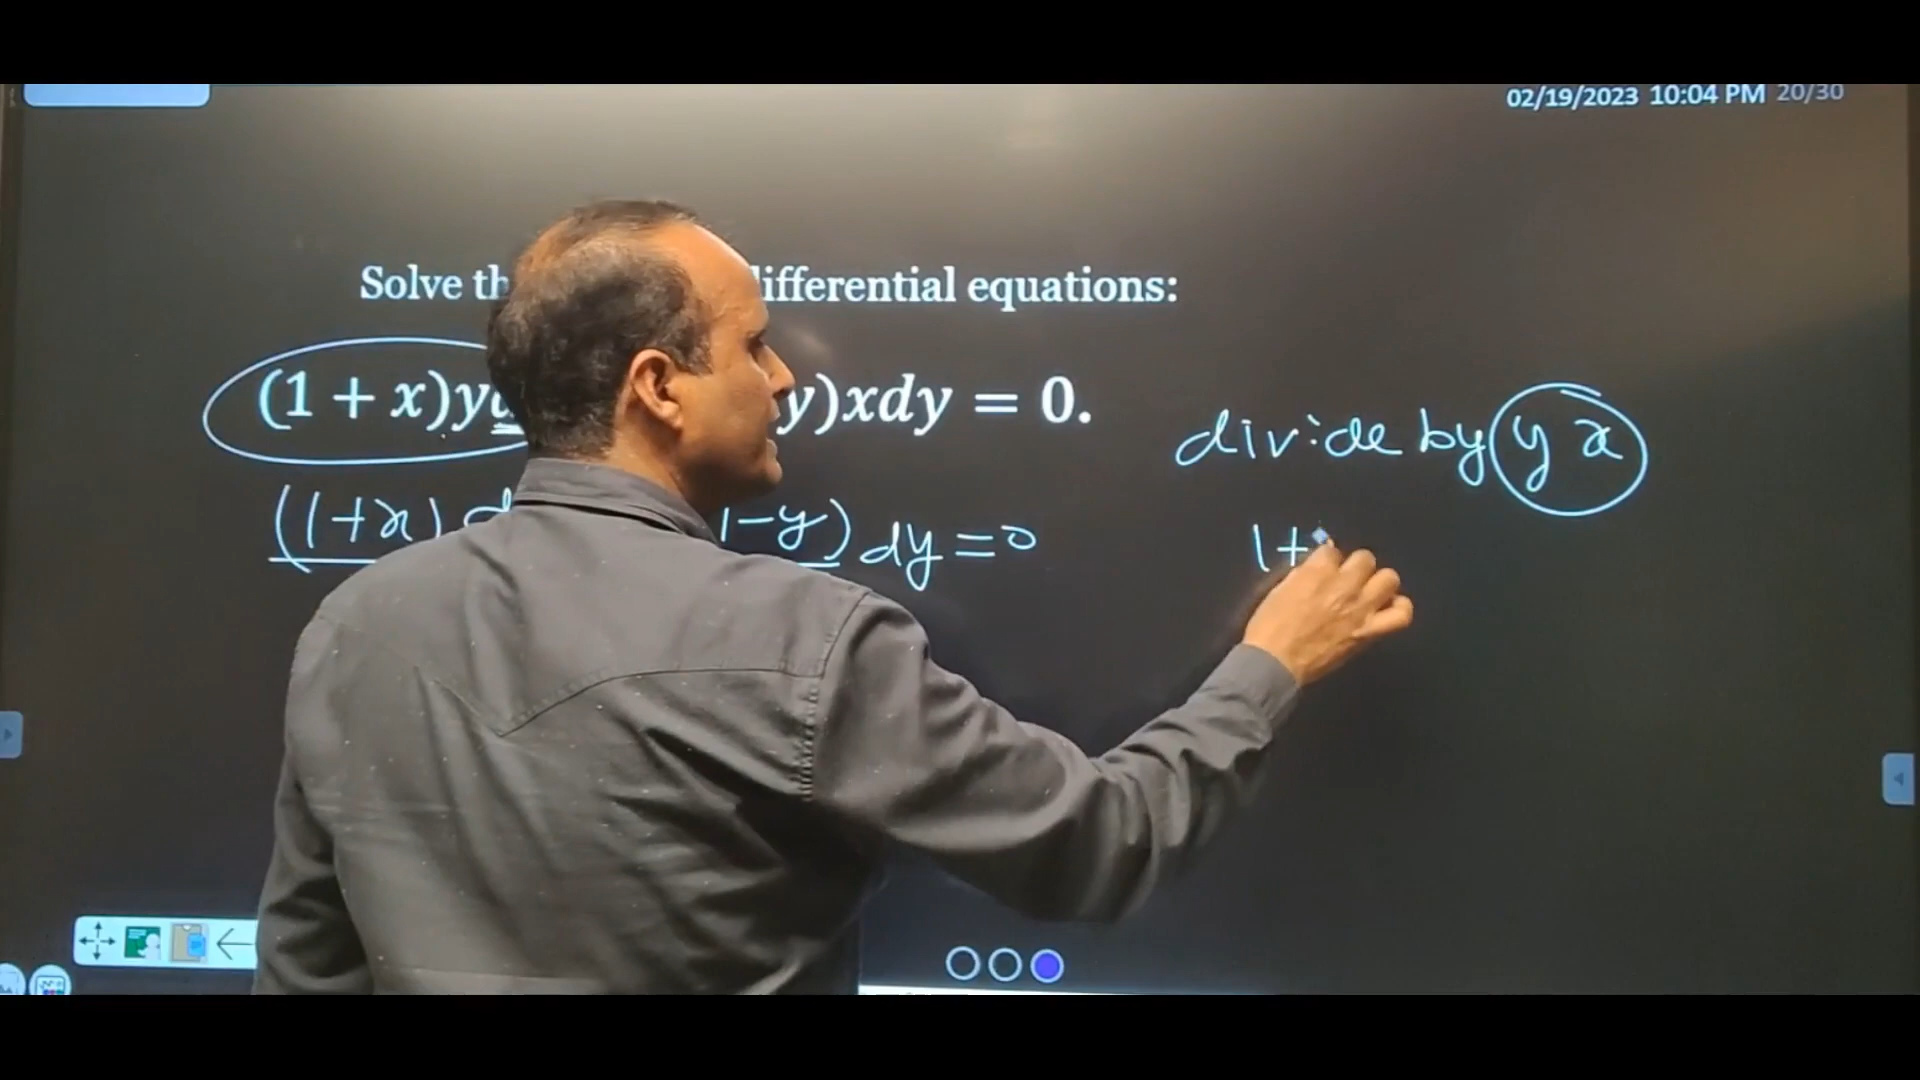 02/19/2023 10:04 PM 20/30
Solve th ifferential equations:
(1 + x)y y)xdy = 0.
divide by y x
(1+x) d 1-y) dy = 0
1+